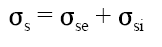 σₛ = σₛₑ + σₛᵢ